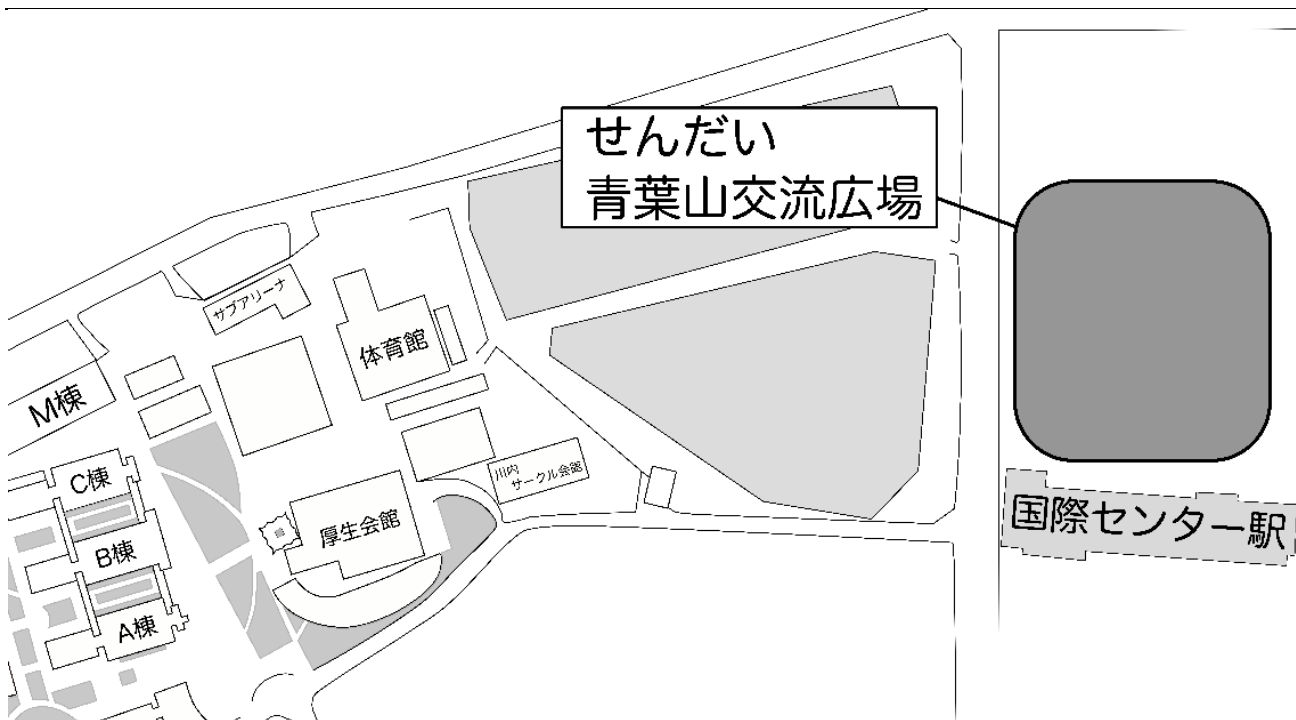 せんだい
青葉山交流広場
サブアリーナ
体育館
M棟
C棟
川内
サークル会館
厚生会館
B棟
A棟
国際センター駅